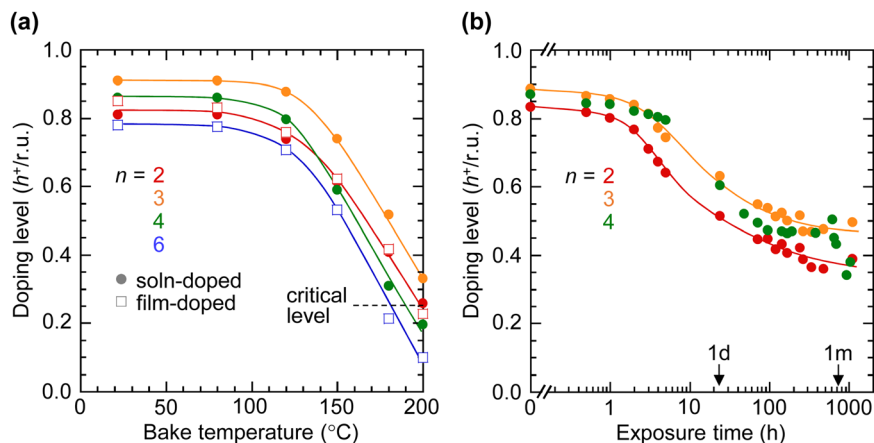 (a)
Doping level (h⁺/r.u.)
1.0
0.8
0.6
0.4
0.2
0.0
n = 2
3
4
6
soln-doped
film-doped
critical
level
0 50 100 150 200
Bake temperature (°C)
(b)
Doping level (h⁺/r.u.)
1.0
0.8
0.6
0.4
0.2
0.0
n = 2
3
4
1d
1m
0 1 10 100 1000
Exposure time (h)